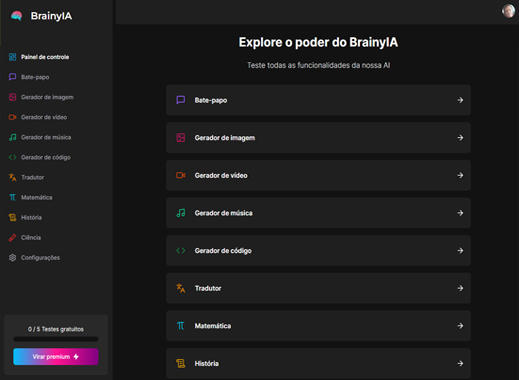 BrainyIA
Painel de controle
Bate-papo
Gerador de imagem
Gerador de vídeo
Gerador de música
Gerador de código
Tradutor
Matemática
História
Ciência
Configurações
0 / 5 Testes gratuitos
Virar premium
Explore o poder do BrainyIA
Teste todas as funcionalidades da nossa AI
Bate-papo
Gerador de imagem
Gerador de vídeo
Gerador de música
Gerador de código
Tradutor
Matemática
História